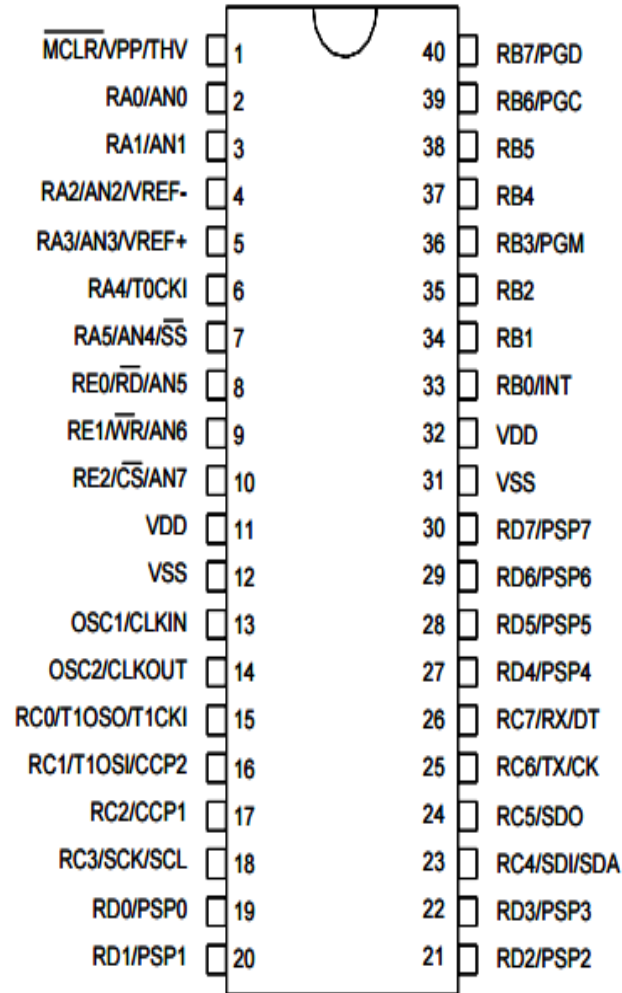 M̅C̅L̅R̅/VPP/THV 1 40 RB7/PGD
RA0/AN0 2 39 RB6/PGC
RA1/AN1 3 38 RB5
RA2/AN2/VREF- 4 37 RB4
RA3/AN3/VREF+ 5 36 RB3/PGM
RA4/T0CKI 6 35 RB2
RA5/AN4/S̅S̅ 7 34 RB1
RE0/R̅D̅/AN5 8 33 RB0/INT
RE1/W̅R̅/AN6 9 32 VDD
RE2/C̅S̅/AN7 10 31 VSS
VDD 11 30 RD7/PSP7
VSS 12 29 RD6/PSP6
OSC1/CLKIN 13 28 RD5/PSP5
OSC2/CLKOUT 14 27 RD4/PSP4
RC0/T1OSO/T1CKI 15 26 RC7/RX/DT
RC1/T1OSI/CCP2 16 25 RC6/TX/CK
RC2/CCP1 17 24 RC5/SDO
RC3/SCK/SCL 18 23 RC4/SDI/SDA
RD0/PSP0 19 22 RD3/PSP3
RD1/PSP1 20 21 RD2/PSP2